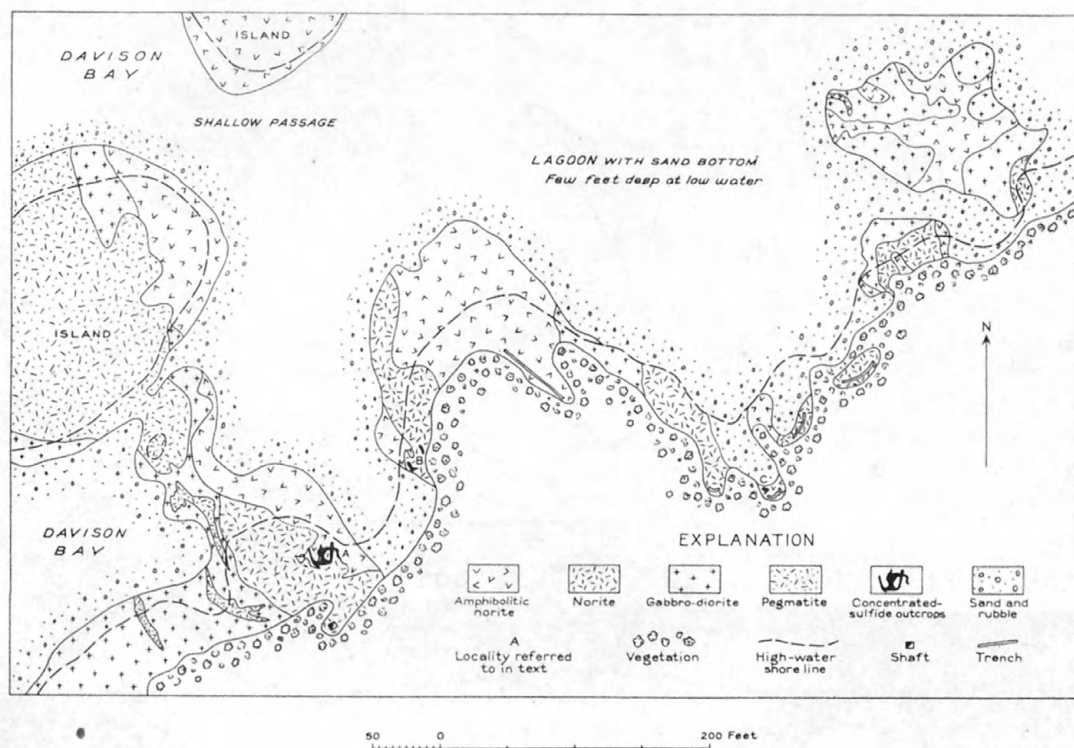 DAVISON
BAY
ISLAND
SHALLOW PASSAGE
LAGOON WITH SAND BOTTOM
Few feet deep at low water
ISLAND
N
B
C
A
DAVISON
BAY
EXPLANATION
Amphibolitic
norite
Norite
Gabbro-diorite
Pegmatite
Concentrated-
sulfide outcrops
Sand and
rubble
A
Locality referred
to in text
Vegetation
High-water
shore line
Shaft
Trench
50 0 200 Feet